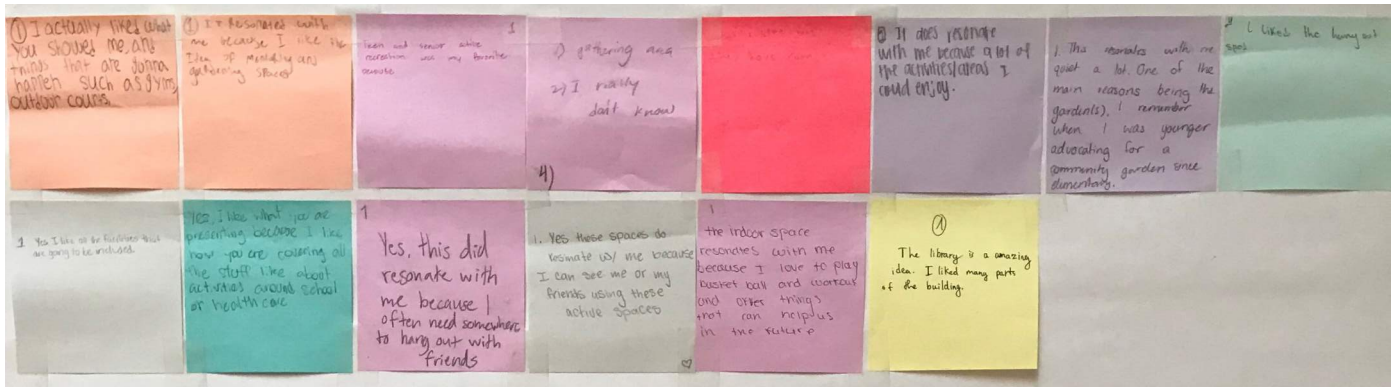 ① I actually liked what
You showed me and
things that are gonna
happen such as gyms,
outdoor courts.
① It Resonated with
me because I like the
Idea of
gathering spaces
1
teen and senior active
recreation was my favorite
1) gathering and
2) I really
don't know
4)
② It does resonate
with me because a lot of
the activities/areas I
could enjoy.
1. This resonates with me
quiet a lot. One of the
main reasons being the
garden(s). I remember
when I was younger
advocating for a
community garden since
elementary.
I likes the hang out
spot
1 Yes I like all the
that
are going to be included.
Yes, I like what you are
presenting because I like
how you are covering all
the stuff like about
activities around school
or health care
1
Yes, this did
resonate with
me because I
often need somewhere
to hang out with
friends
1. Yes those spaces do
resinate w/ me because
I can see me or my
friends using these
active spaces
1
the indoor space
resonates with me
because I love to play
basket ball and workout
and other things
that can help us
in the future
①
The library is a amazing
idea. I liked many parts
of the building.